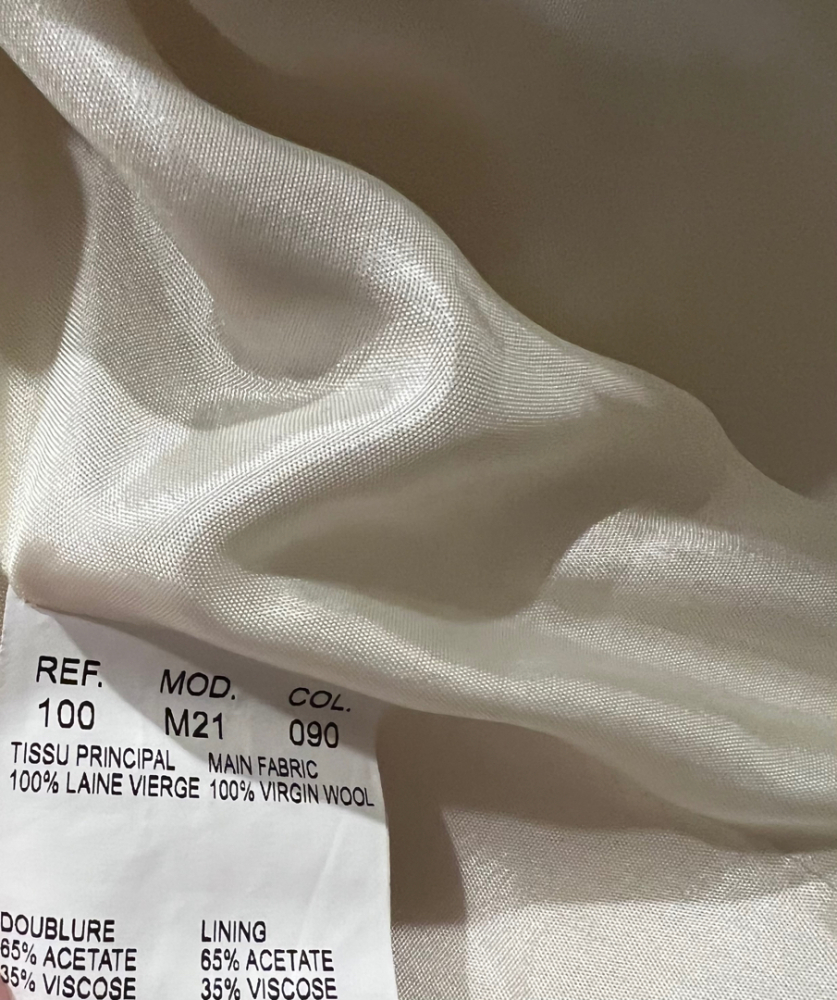 REF. MOD. COL.
100 M21 090
TISSU PRINCIPAL MAIN FABRIC
100% LAINE VIERGE 100% VIRGIN WOOL
DOUBLURE LINING
65% ACETATE 65% ACETATE
35% VISCOSE 35% VISCOSE